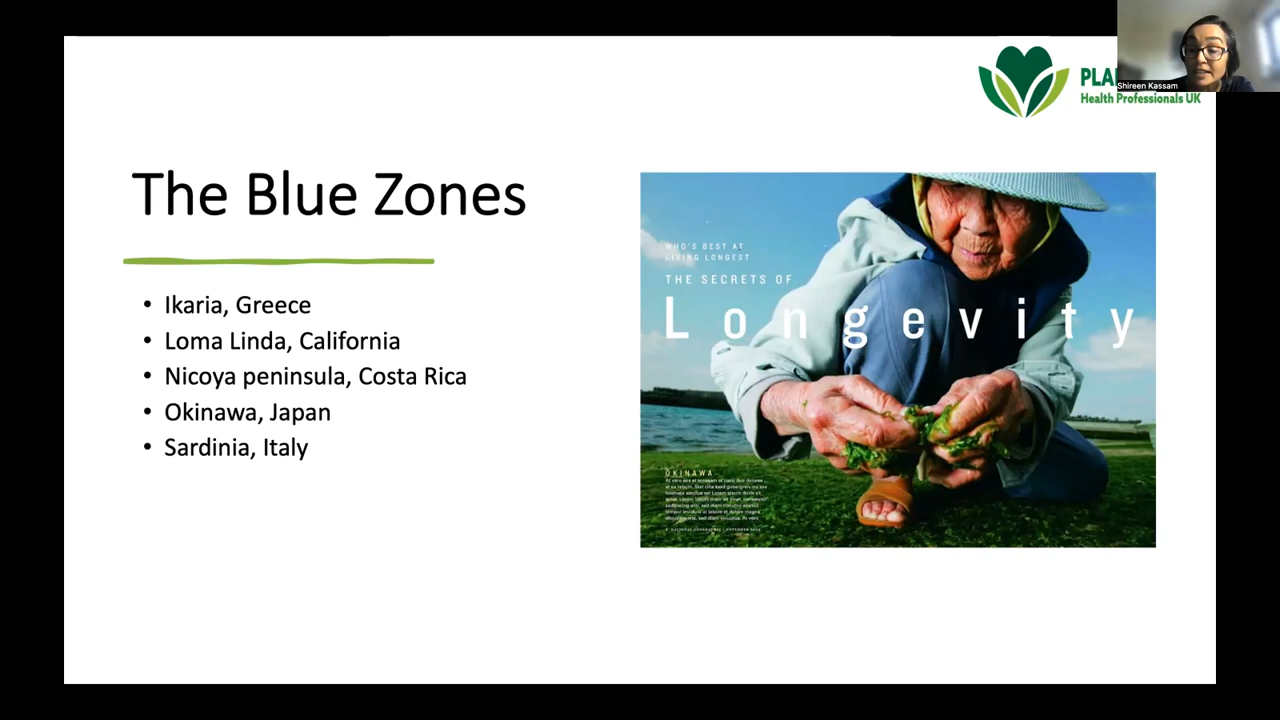 PLA
Health Professionals UK
Shireen Kassam
The Blue Zones
• Ikaria, Greece
• Loma Linda, California
• Nicoya peninsula, Costa Rica
• Okinawa, Japan
• Sardinia, Italy
WHO'S BEST AT
LIVING LONGEST
THE SECRETS OF
Longevity
OKINAWA